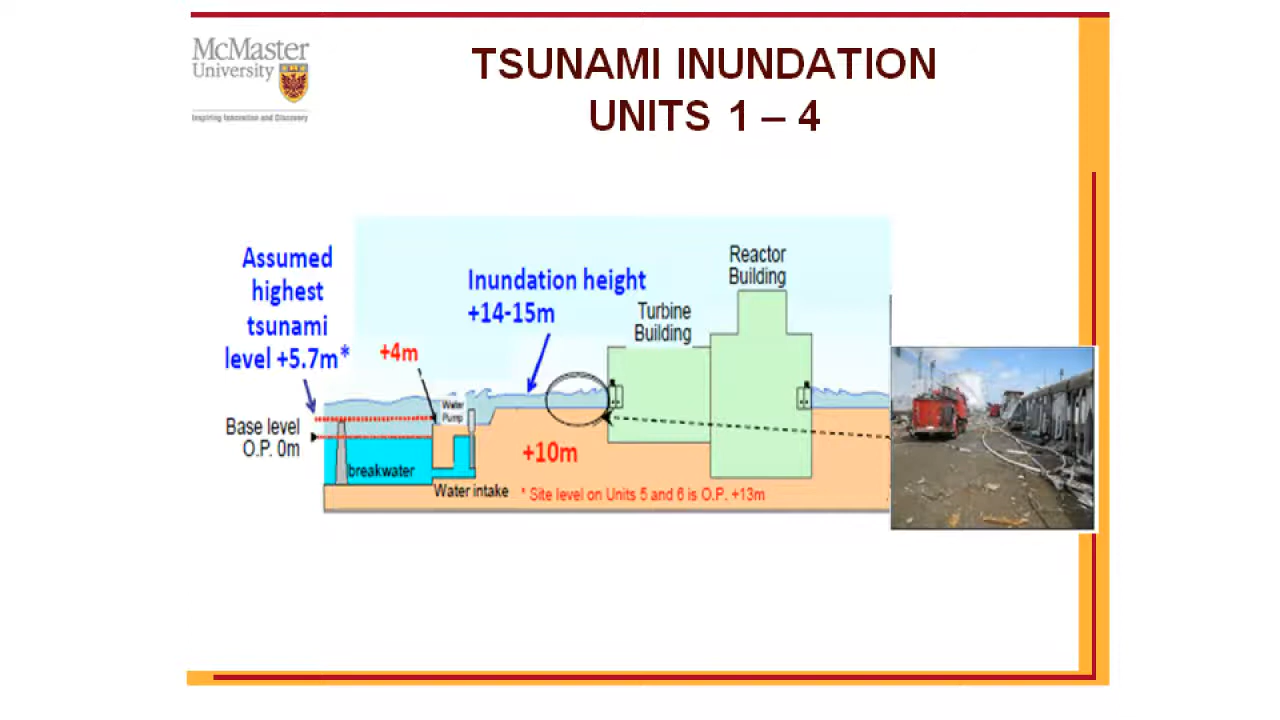 McMaster
University
Inspiring Innovation and Discovery
TSUNAMI INUNDATION
UNITS 1 – 4
Assumed
highest
tsunami
level +5.7m*
+4m
Inundation height
+14-15m
Turbine
Building
Reactor
Building
Base level
O.P. 0m
Water
Pump
breakwater
Water intake
+10m
* Site level on Units 5 and 6 is O.P. +13m